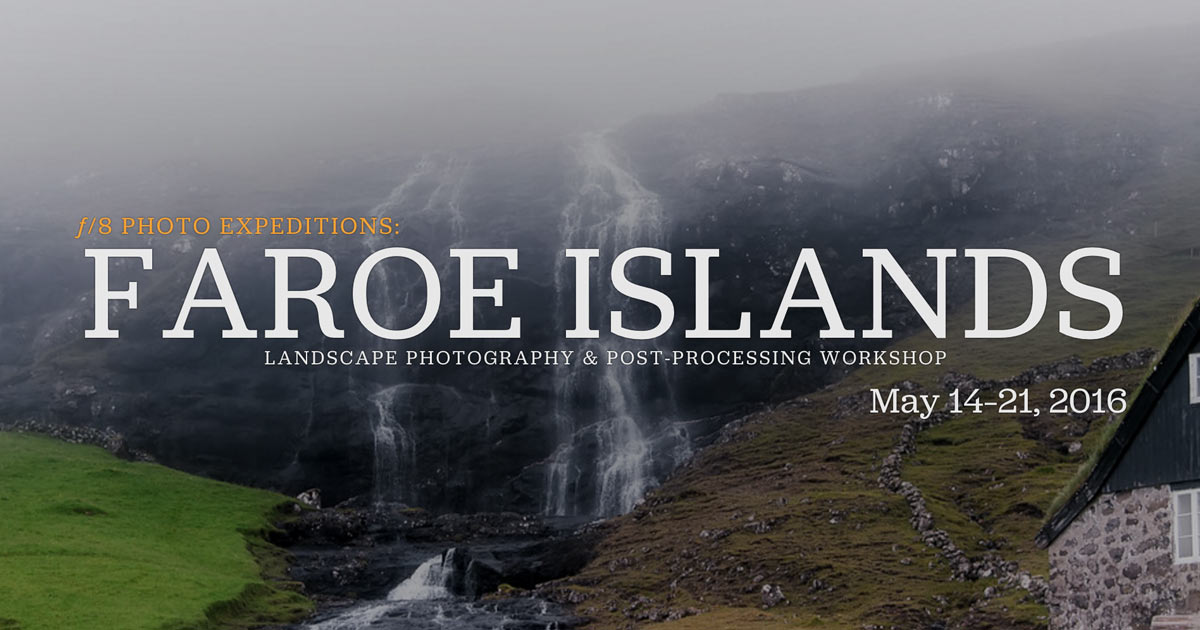 ƒ/8 PHOTO EXPEDITIONS:
FAROE ISLANDS
LANDSCAPE PHOTOGRAPHY & POST-PROCESSING WORKSHOP
May 14-21, 2016